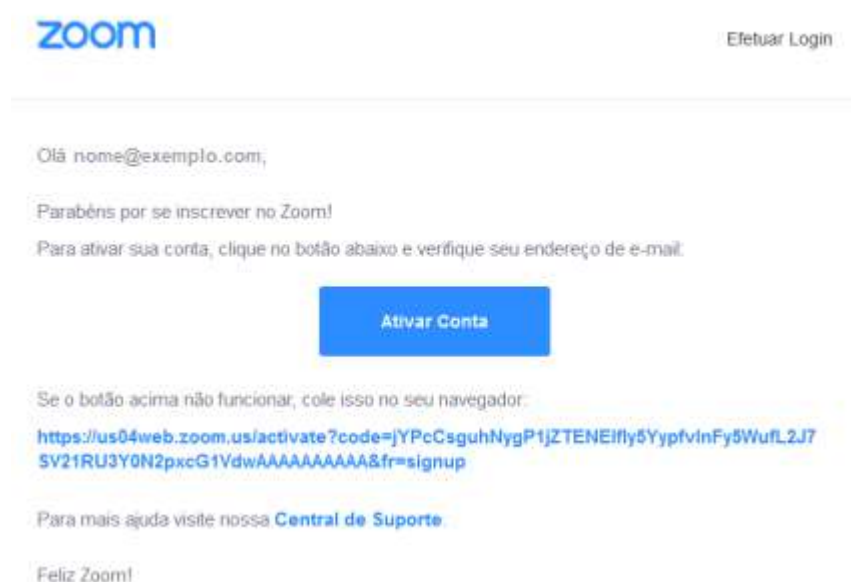 zoom
Efetuar Login
Olá nome@exemplo.com,
Parabéns por se inscrever no Zoom!
Para ativar sua conta, clique no botão abaixo e verifique seu endereço de e-mail:
Ativar Conta
Se o botão acima não funcionar, cole isso no seu navegador:
https://us04web.zoom.us/activate?code=jYPcCsguhNygP1jZTENEIfly5YypfvInFy5WufL2J7
SV21RU3Y0N2pxcG1VdwAAAAAAAAAA&fr=signup
Para mais ajuda visite nossa Central de Suporte.
Feliz Zoom!